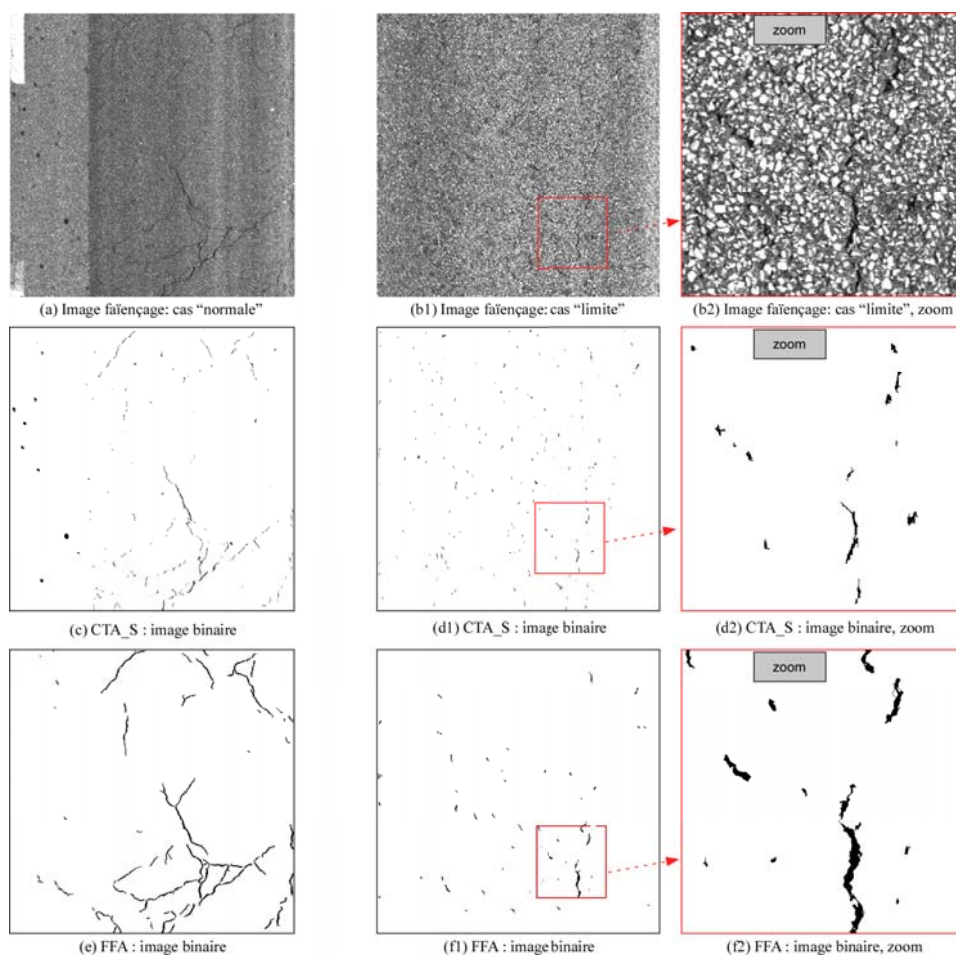 zoom
(a) Image faïençage: cas “normale”
(b1) Image faïençage: cas “limite”
(b2) Image faïençage: cas “limite”, zoom
zoom
(c) CTA_S : image binaire
(d1) CTA_S : image binaire
(d2) CTA_S : image binaire, zoom
zoom
(e) FFA : image binaire
(f1) FFA : image binaire
(f2) FFA : image binaire, zoom